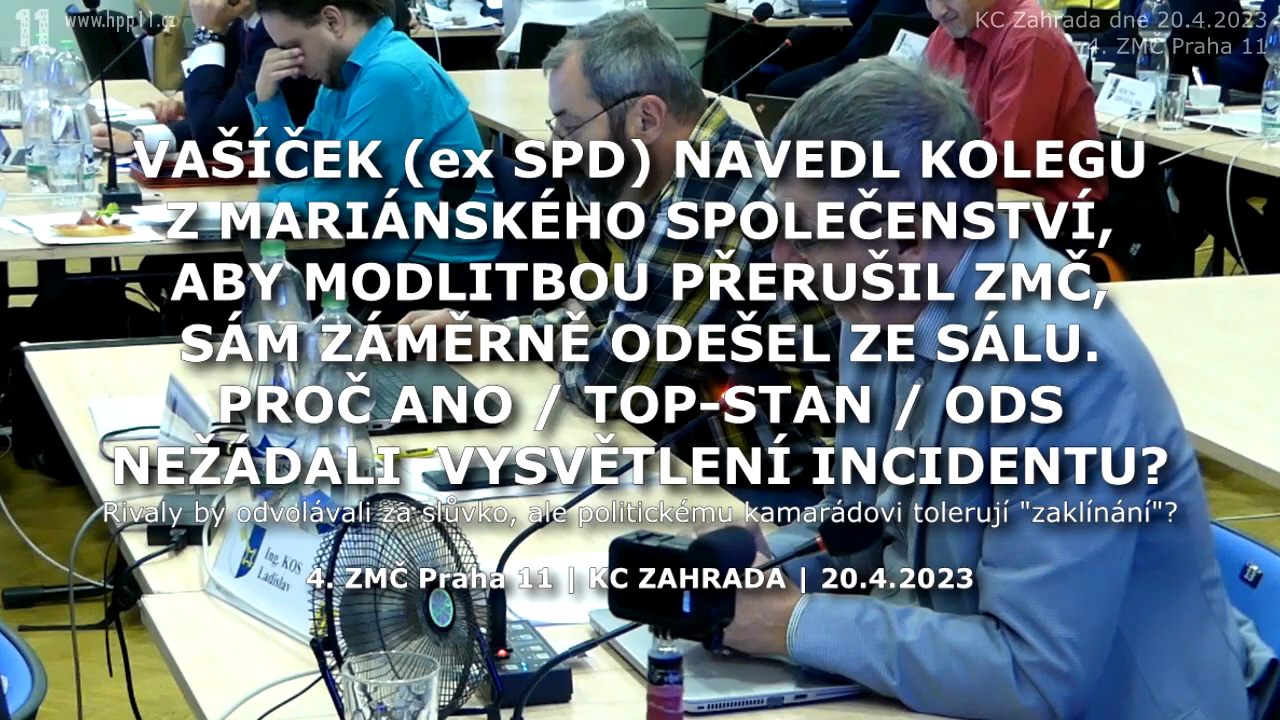 11 www.hpp11.cz
KC Zahrada dne 20.4.2023
4. ZMČ Praha 11
VAŠÍČEK (ex SPD) NAVEDL KOLEGU
Z MARIÁNSKÉHO SPOLEČENSTVÍ,
ABY MODLITBOU PŘERUŠIL ZMČ,
SÁM ZÁMĚRNĚ ODEŠEL ZE SÁLU.
PROČ ANO / TOP-STAN / ODS
NEŽÁDALI VYSVĚTLENÍ INCIDENTU?
Rivaly by odvolávali za slůvko, ale politickému kamarádovi tolerují "zaklínání"?
Ing. KOS
Ladislav
4. ZMČ Praha 11 | KC ZAHRADA | 20.4.2023